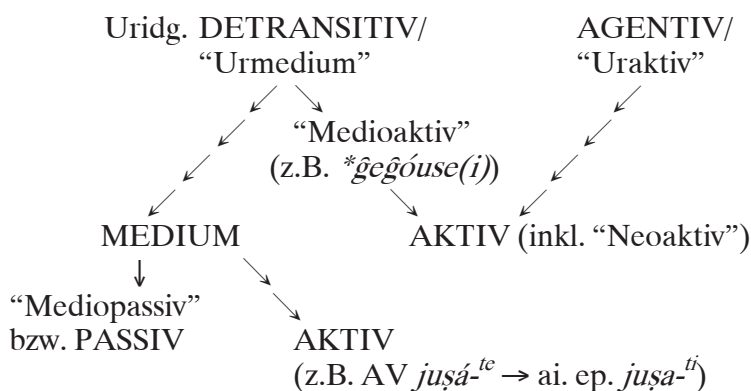 Uridg. DETRANSITIV/ AGENTIV/
“Urmedium” “Uraktiv”
“Medioaktiv”
(z.B. *ĝeĝóuse(i))
MEDIUM AKTIV (inkl. “Neoaktiv”)
“Mediopassiv”
bzw. PASSIV AKTIV
(z.B. AV juṣá-te → ai. ep. juṣa-ti)